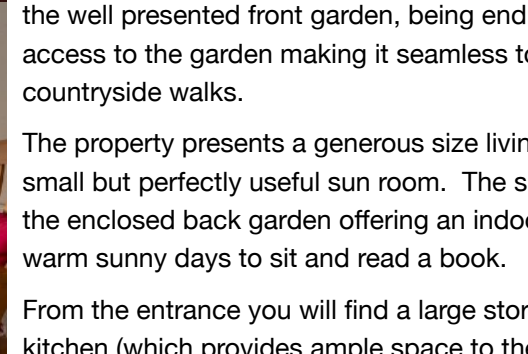 the well presented front garden, being end
access to the garden making it seamless to
countryside walks.
The property presents a generous size livin
small but perfectly useful sun room.  The s
the enclosed back garden offering an indoo
warm sunny days to sit and read a book.
From the entrance you will find a large stor
kitchen (which provides ample space to the